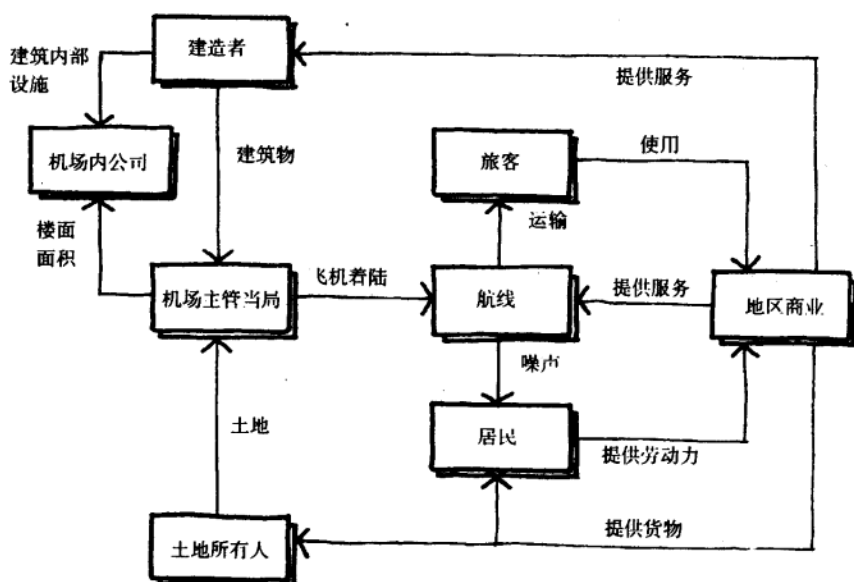 建造者
建筑内部
设施
提供服务
机场内公司
建筑物
旅客
使用
楼面
面积
运输
机场主管当局
飞机着陆
航线
提供服务
地区商业
噪声
土地
居民
提供劳动力
土地所有人
提供货物